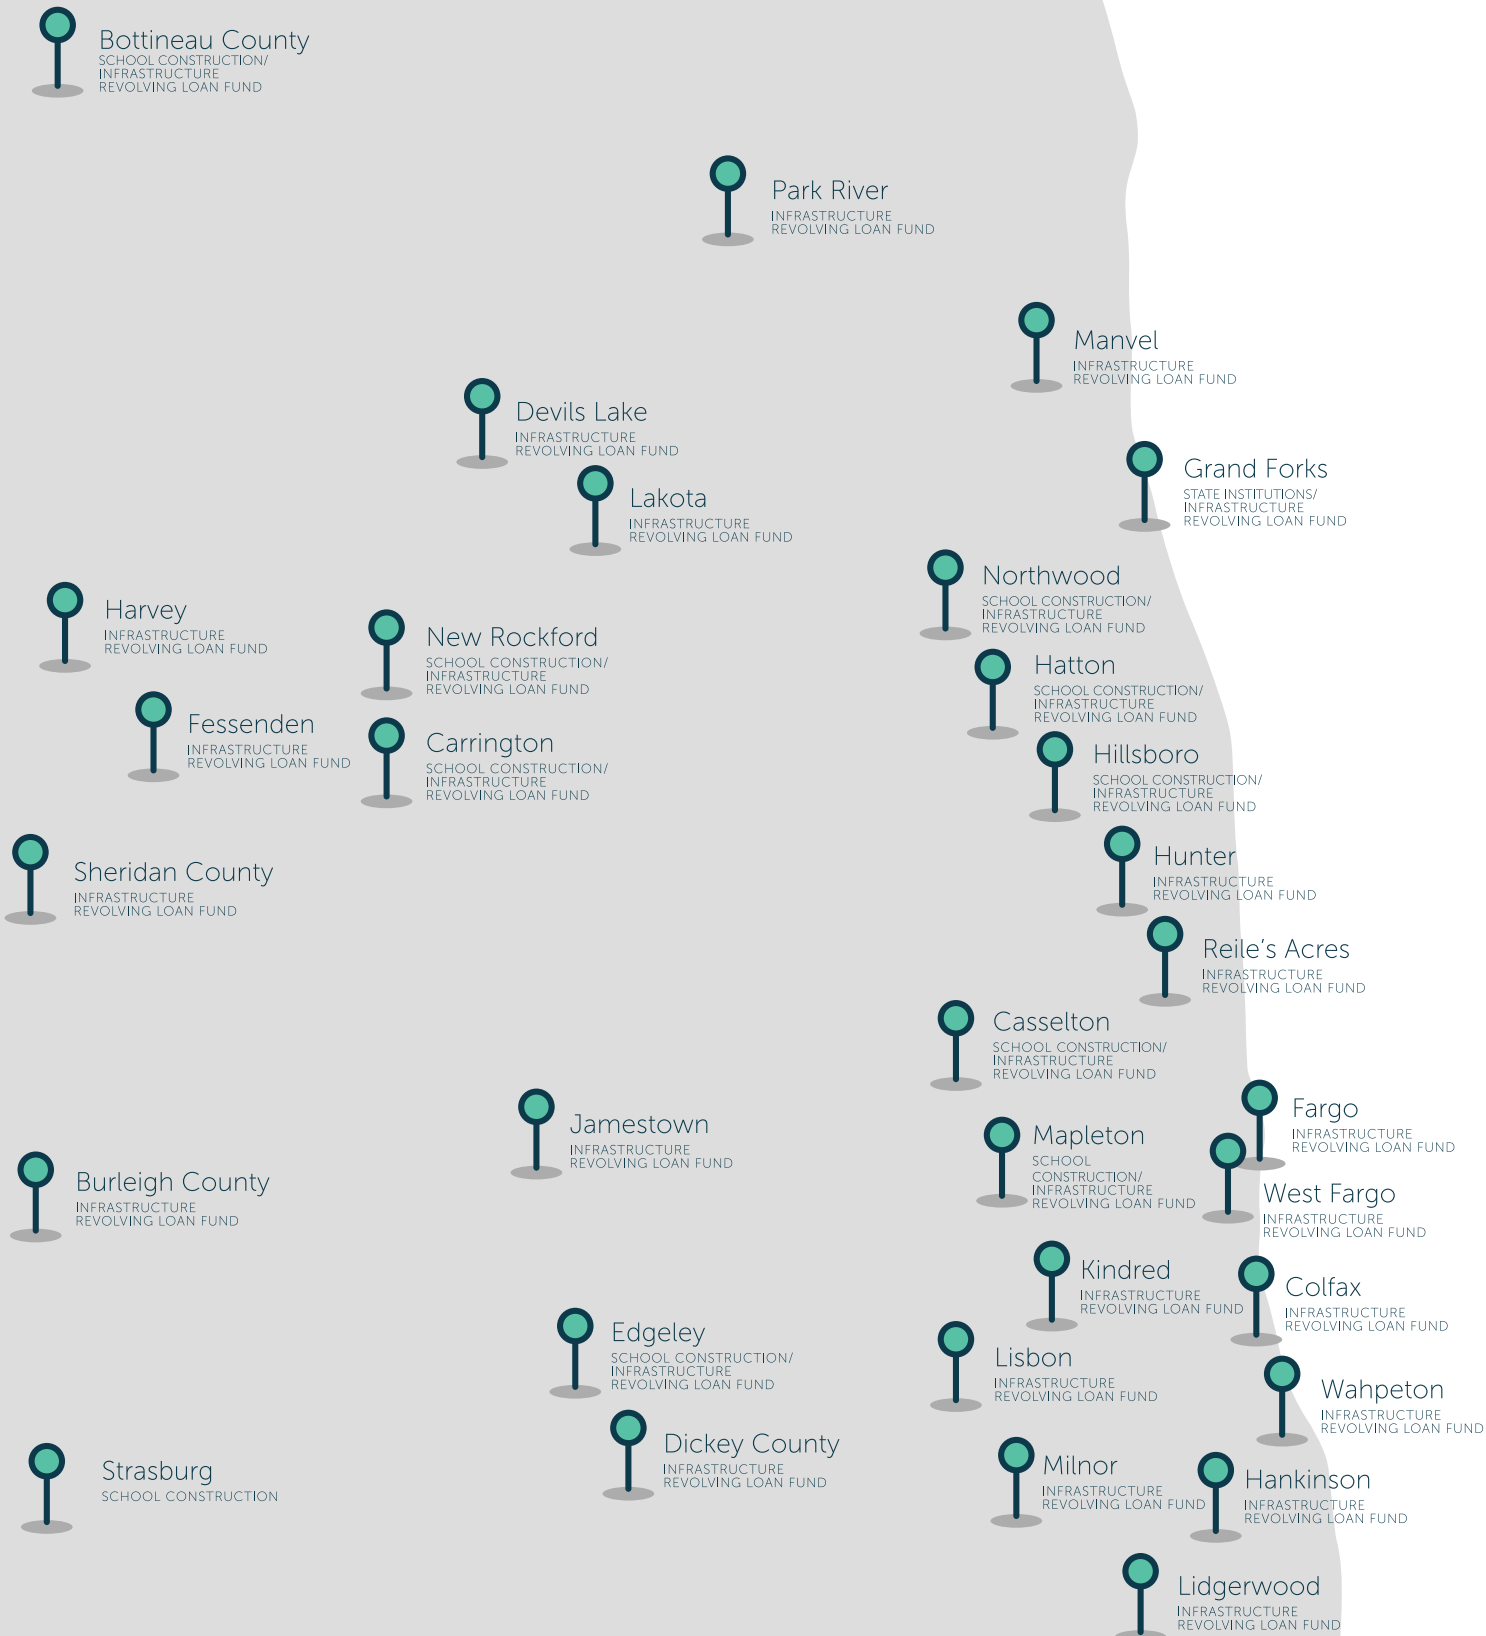 Bottineau County
SCHOOL CONSTRUCTION/
INFRASTRUCTURE
REVOLVING LOAN FUND
Park River
INFRASTRUCTURE
REVOLVING LOAN FUND
Manvel
INFRASTRUCTURE
REVOLVING LOAN FUND
Devils Lake
INFRASTRUCTURE
REVOLVING LOAN FUND
Grand Forks
STATE INSTITUTIONS/
INFRASTRUCTURE
REVOLVING LOAN FUND
Lakota
INFRASTRUCTURE
REVOLVING LOAN FUND
Northwood
SCHOOL CONSTRUCTION/
INFRASTRUCTURE
REVOLVING LOAN FUND
Harvey
INFRASTRUCTURE
REVOLVING LOAN FUND
New Rockford
SCHOOL CONSTRUCTION/
INFRASTRUCTURE
REVOLVING LOAN FUND
Hatton
SCHOOL CONSTRUCTION/
INFRASTRUCTURE
REVOLVING LOAN FUND
Fessenden
INFRASTRUCTURE
REVOLVING LOAN FUND
Carrington
SCHOOL CONSTRUCTION/
INFRASTRUCTURE
REVOLVING LOAN FUND
Hillsboro
SCHOOL CONSTRUCTION/
INFRASTRUCTURE
REVOLVING LOAN FUND
Hunter
INFRASTRUCTURE
REVOLVING LOAN FUND
Sheridan County
INFRASTRUCTURE
REVOLVING LOAN FUND
Reile's Acres
INFRASTRUCTURE
REVOLVING LOAN FUND
Casselton
SCHOOL CONSTRUCTION/
INFRASTRUCTURE
REVOLVING LOAN FUND
Fargo
INFRASTRUCTURE
REVOLVING LOAN FUND
Jamestown
INFRASTRUCTURE
REVOLVING LOAN FUND
Mapleton
SCHOOL
CONSTRUCTION/
INFRASTRUCTURE
REVOLVING LOAN FUND
Burleigh County
INFRASTRUCTURE
REVOLVING LOAN FUND
West Fargo
INFRASTRUCTURE
REVOLVING LOAN FUND
Kindred
INFRASTRUCTURE
REVOLVING LOAN FUND
Colfax
INFRASTRUCTURE
REVOLVING LOAN FUND
Edgeley
SCHOOL CONSTRUCTION/
INFRASTRUCTURE
REVOLVING LOAN FUND
Lisbon
INFRASTRUCTURE
REVOLVING LOAN FUND
Wahpeton
INFRASTRUCTURE
REVOLVING LOAN FUND
Dickey County
INFRASTRUCTURE
REVOLVING LOAN FUND
Milnor
INFRASTRUCTURE
REVOLVING LOAN FUND
Strasburg
SCHOOL CONSTRUCTION
Hankinson
INFRASTRUCTURE
REVOLVING LOAN FUND
Lidgerwood
INFRASTRUCTURE
REVOLVING LOAN FUND